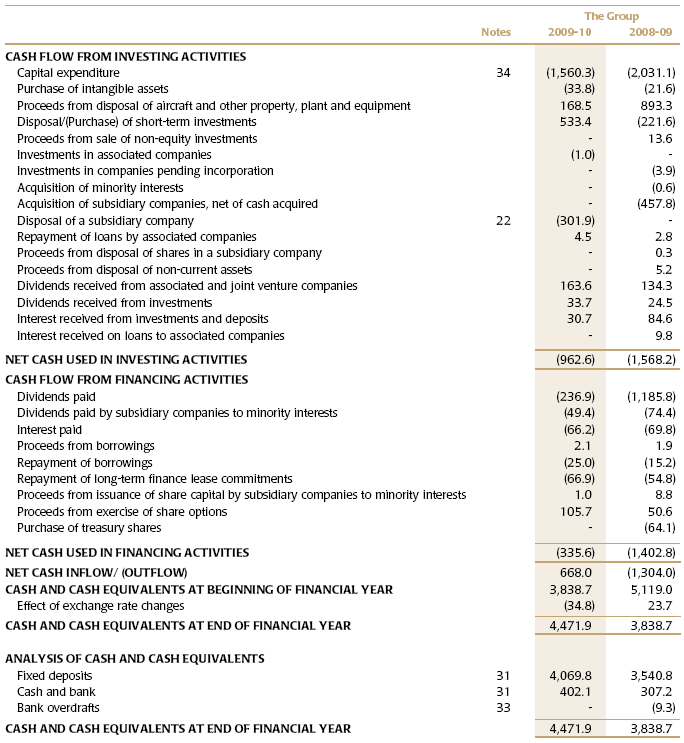 The Group
Notes 2009-10 2008-09
CASH FLOW FROM INVESTING ACTIVITIES
Capital expenditure 34 (1,560.3) (2,031.1)
Purchase of intangible assets (33.8) (21.6)
Proceeds from disposal of aircraft and other property, plant and equipment 168.5 893.3
Disposal/(Purchase) of short-term investments 533.4 (221.6)
Proceeds from sale of non-equity investments - 13.6
Investments in associated companies (1.0) -
Investments in companies pending incorporation - (3.9)
Acquisition of minority interests - (0.6)
Acquisition of subsidiary companies, net of cash acquired - (457.8)
Disposal of a subsidiary company 22 (301.9) -
Repayment of loans by associated companies 4.5 2.8
Proceeds from disposal of shares in a subsidiary company - 0.3
Proceeds from disposal of non-current assets - 5.2
Dividends received from associated and joint venture companies 163.6 134.3
Dividends received from investments 33.7 24.5
Interest received from investments and deposits 30.7 84.6
Interest received on loans to associated companies - 9.8
NET CASH USED IN INVESTING ACTIVITIES (962.6) (1,568.2)
CASH FLOW FROM FINANCING ACTIVITIES
Dividends paid (236.9) (1,185.8)
Dividends paid by subsidiary companies to minority interests (49.4) (74.4)
Interest paid (66.2) (69.8)
Proceeds from borrowings 2.1 1.9
Repayment of borrowings (25.0) (15.2)
Repayment of long-term finance lease commitments (66.9) (54.8)
Proceeds from issuance of share capital by subsidiary companies to minority interests 1.0 8.8
Proceeds from exercise of share options 105.7 50.6
Purchase of treasury shares - (64.1)
NET CASH USED IN FINANCING ACTIVITIES (335.6) (1,402.8)
NET CASH INFLOW/ (OUTFLOW) 668.0 (1,304.0)
CASH AND CASH EQUIVALENTS AT BEGINNING OF FINANCIAL YEAR 3,838.7 5,119.0
Effect of exchange rate changes (34.8) 23.7
CASH AND CASH EQUIVALENTS AT END OF FINANCIAL YEAR 4,471.9 3,838.7
ANALYSIS OF CASH AND CASH EQUIVALENTS
Fixed deposits 31 4,069.8 3,540.8
Cash and bank 31 402.1 307.2
Bank overdrafts 33 - (9.3)
CASH AND CASH EQUIVALENTS AT END OF FINANCIAL YEAR 4,471.9 3,838.7